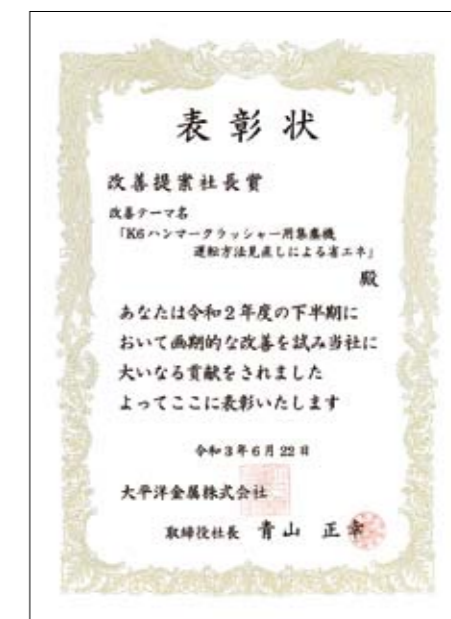 表彰状
改善提案社長賞
改善テーマ名
「K6ハンマークラッシャー用集塵機
運転方法見直しによる省エネ」
殿
あなたは令和2年度の下半期に
おいて画期的な改善を試み当社に
大いなる貢献をされました
よってここに表彰いたします
令和3年6月22日
大平洋金属株式会社
取締役社長 青山 正幸